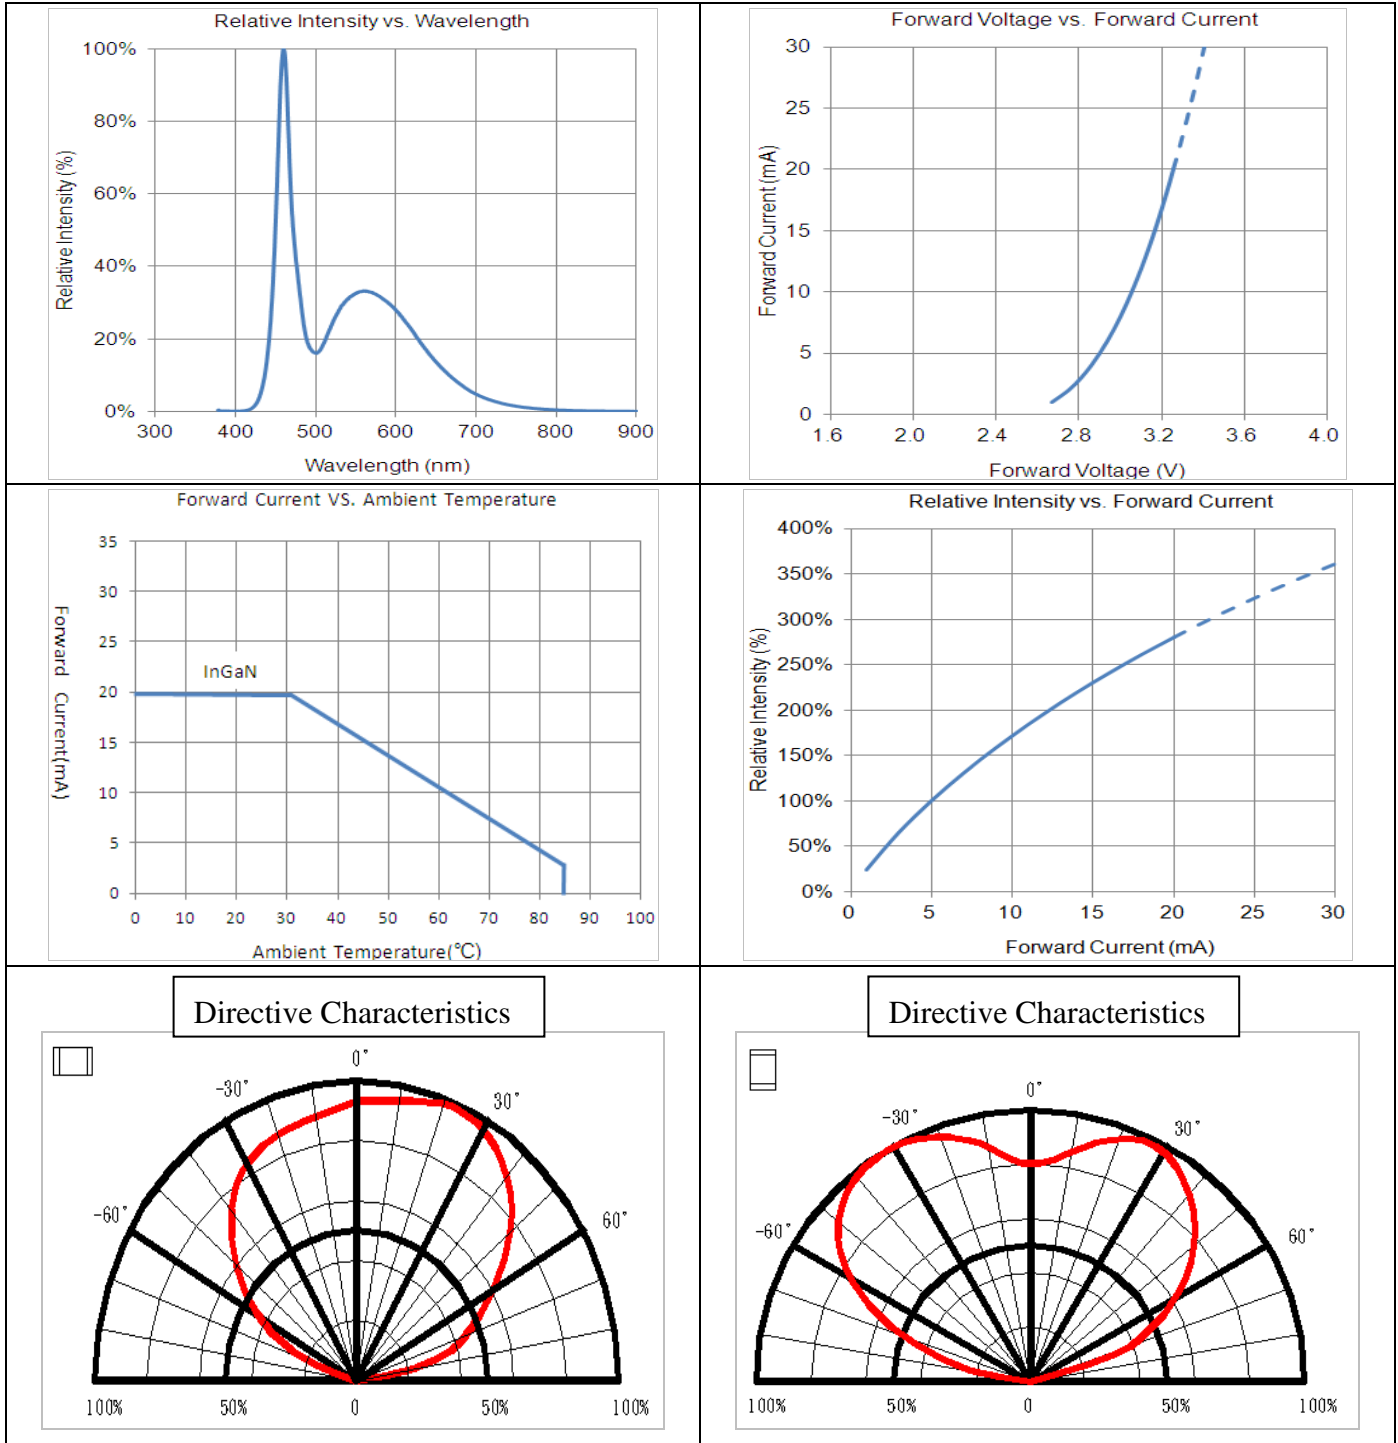 Relative Intensity vs. Wavelength
100%
80%
60%
40%
20%
0%
Relative Intensity (%)
300 400 500 600 700 800 900
Wavelength (nm)
Forward Voltage vs. Forward Current
30
25
20
15
10
5
0
Forward Current (mA)
1.6 2.0 2.4 2.8 3.2 3.6 4.0
Forward Voltage (V)
Forward Current VS. Ambient Temperature
35
30
25
20
15
10
5
0
Forward Current(mA)
InGaN
0 10 20 30 40 50 60 70 80 90 100
Ambient Temperature(℃)
Relative Intensity vs. Forward Current
400%
350%
300%
250%
200%
150%
100%
50%
0%
Relative Intensity (%)
0 5 10 15 20 25 30
Forward Current (mA)
Directive Characteristics
0°
-30° 30°
-60° 60°
100% 50% 0 50% 100%
Directive Characteristics
0°
-30° 30°
-60° 60°
100% 50% 0 50% 100%